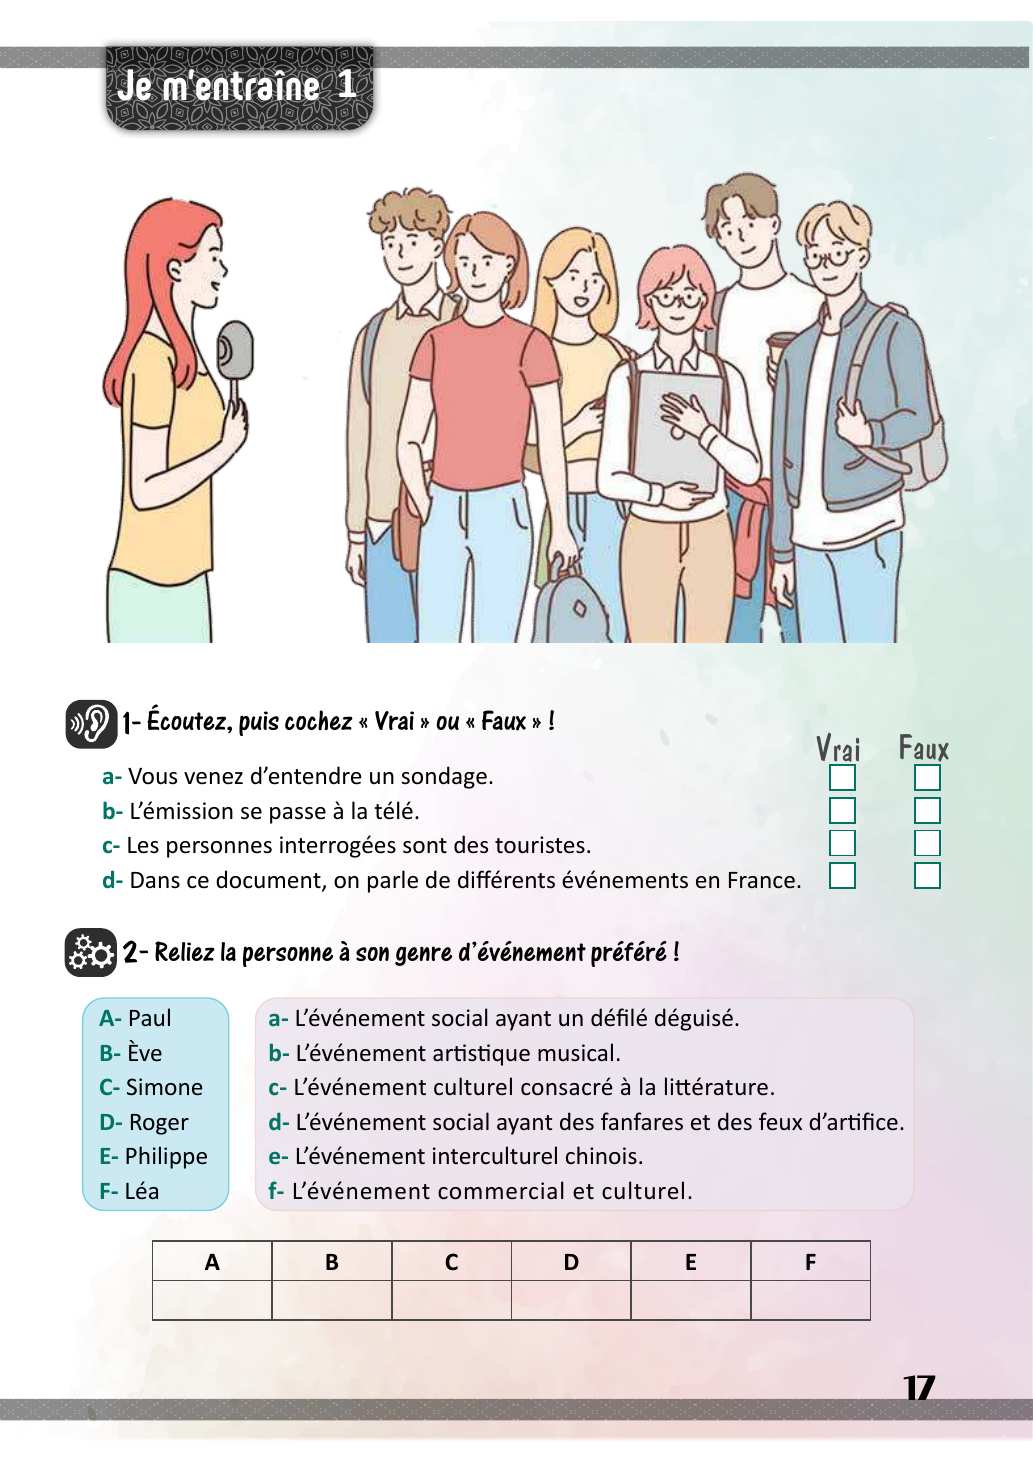 Je m'entraîne 1
1- Écoutez, puis cochez « Vrai » ou « Faux » !
Vrai Faux
a- Vous venez d’entendre un sondage.
b- L’émission se passe à la télé.
c- Les personnes interrogées sont des touristes.
d- Dans ce document, on parle de différents événements en France.
2- Reliez la personne à son genre d’événement préféré !
A- Paul
B- Ève
C- Simone
D- Roger
E- Philippe
F- Léa
a- L’événement social ayant un défilé déguisé.
b- L’événement artistique musical.
c- L’événement culturel consacré à la littérature.
d- L’événement social ayant des fanfares et des feux d’artifice.
e- L’événement interculturel chinois.
f- L’événement commercial et culturel.
A B C D E F
17